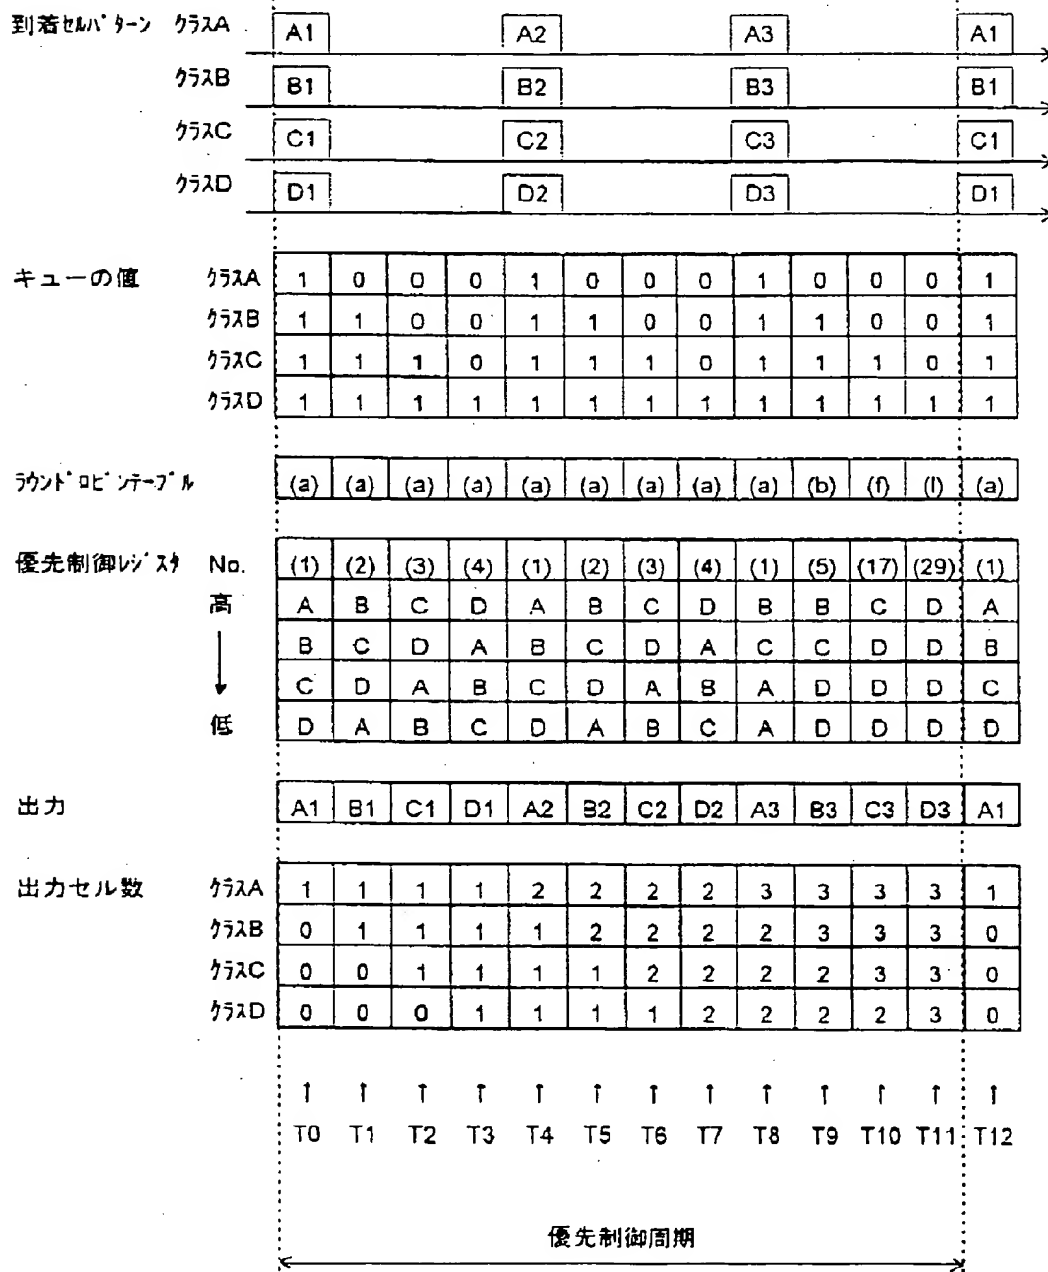 到着ｾﾙﾊﾟﾀｰﾝ ｸﾗｽA A1 A2 A3 A1
ｸﾗｽB B1 B2 B3 B1
ｸﾗｽC C1 C2 C3 C1
ｸﾗｽD D1 D2 D3 D1
キューの値 ｸﾗｽA 1 0 0 0 1 0 0 0 1 0 0 0 1
ｸﾗｽB 1 1 0 0 1 1 0 0 1 1 0 0 1
ｸﾗｽC 1 1 1 0 1 1 1 0 1 1 1 0 1
ｸﾗｽD 1 1 1 1 1 1 1 1 1 1 1 1 1
ﾗｳﾝﾄﾞﾛﾋﾞﾝﾃｰﾌﾞﾙ (a) (a) (a) (a) (a) (a) (a) (a) (a) (b) (f) (l) (a)
優先制御ﾚｼﾞｽﾀ No. (1) (2) (3) (4) (1) (2) (3) (4) (1) (5) (17) (29) (1)
高 A B C D A B C D B B C D A
↓ B C D A B C D A C C D D B
C D A B C D A B A D D D C
低 D A B C D A B C A D D D D
出力 A1 B1 C1 D1 A2 B2 C2 D2 A3 B3 C3 D3 A1
出力セル数 ｸﾗｽA 1 1 1 1 2 2 2 2 3 3 3 3 1
ｸﾗｽB 0 1 1 1 1 2 2 2 2 3 3 3 0
ｸﾗｽC 0 0 1 1 1 1 2 2 2 2 3 3 0
ｸﾗｽD 0 0 0 1 1 1 1 2 2 2 2 3 0
↑ ↑ ↑ ↑ ↑ ↑ ↑ ↑ ↑ ↑ ↑ ↑ ↑
T0 T1 T2 T3 T4 T5 T6 T7 T8 T9 T10 T11 T12
優先制御周期